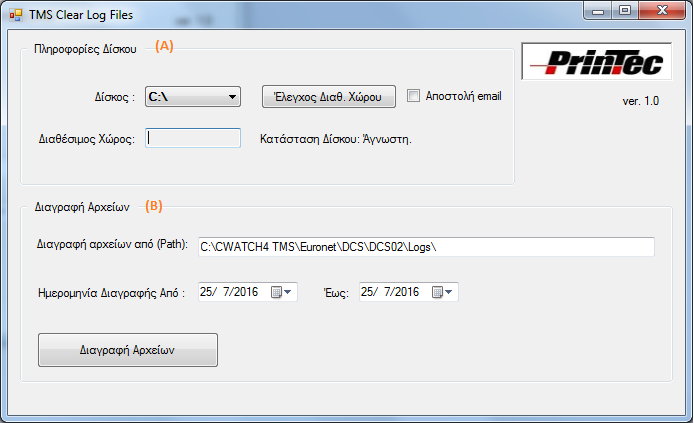 TMS Clear Log Files
Πληροφορίες Δίσκου (A)
PrinTec
Δίσκος : C:\ Έλεγχος Διαθ. Χώρου Αποστολή email
ver. 1.0
Διαθέσιμος Χώρος: Κατάσταση Δίσκου: Άγνωστη.
Διαγραφή Αρχείων (B)
Διαγραφή αρχείων από (Path): C:\CWATCH4 TMS\Euronet\DCS\DCS02\Logs\
Ημερομηνία Διαγραφής Από : 25/ 7/2016 Έως: 25/ 7/2016
Διαγραφή Αρχείων